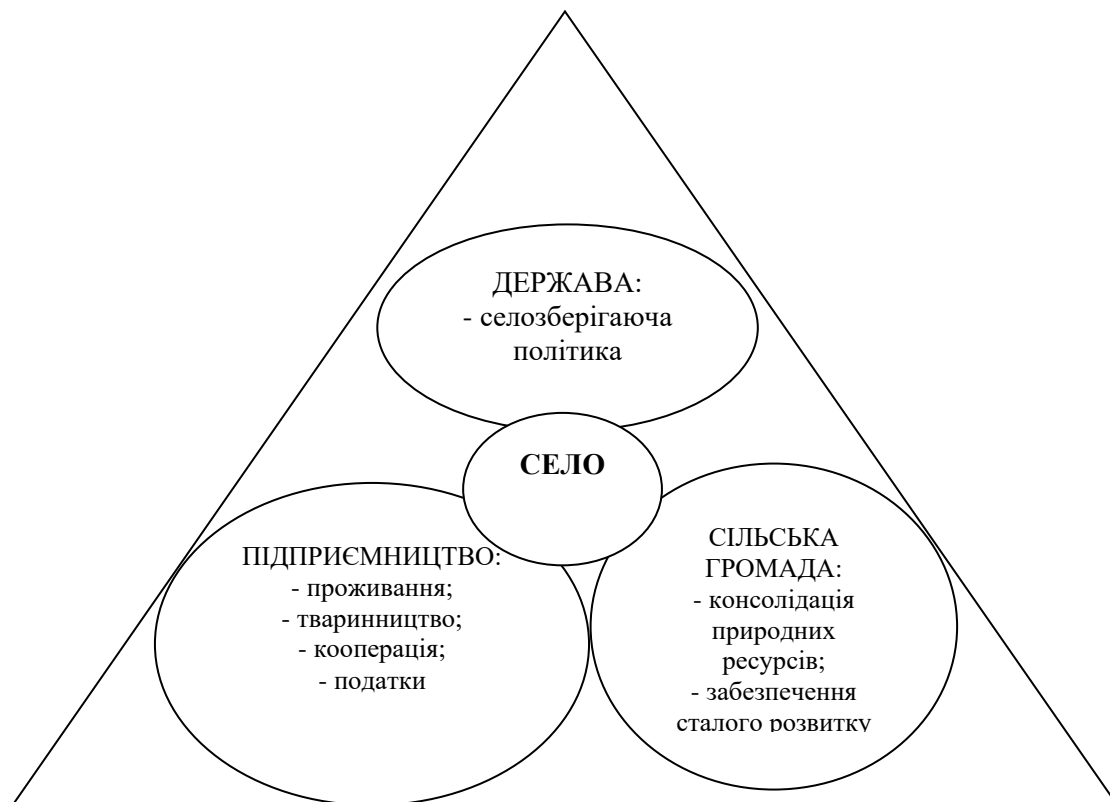 ДЕРЖАВА:
- селозберігаюча
політика
СЕЛО
ПІДПРИЄМНИЦТВО:
- проживання;
- тваринництво;
- кооперація;
- податки
СІЛЬСЬКА
ГРОМАДА:
- консолідація
природних
ресурсів;
- забезпечення
сталого розвитку